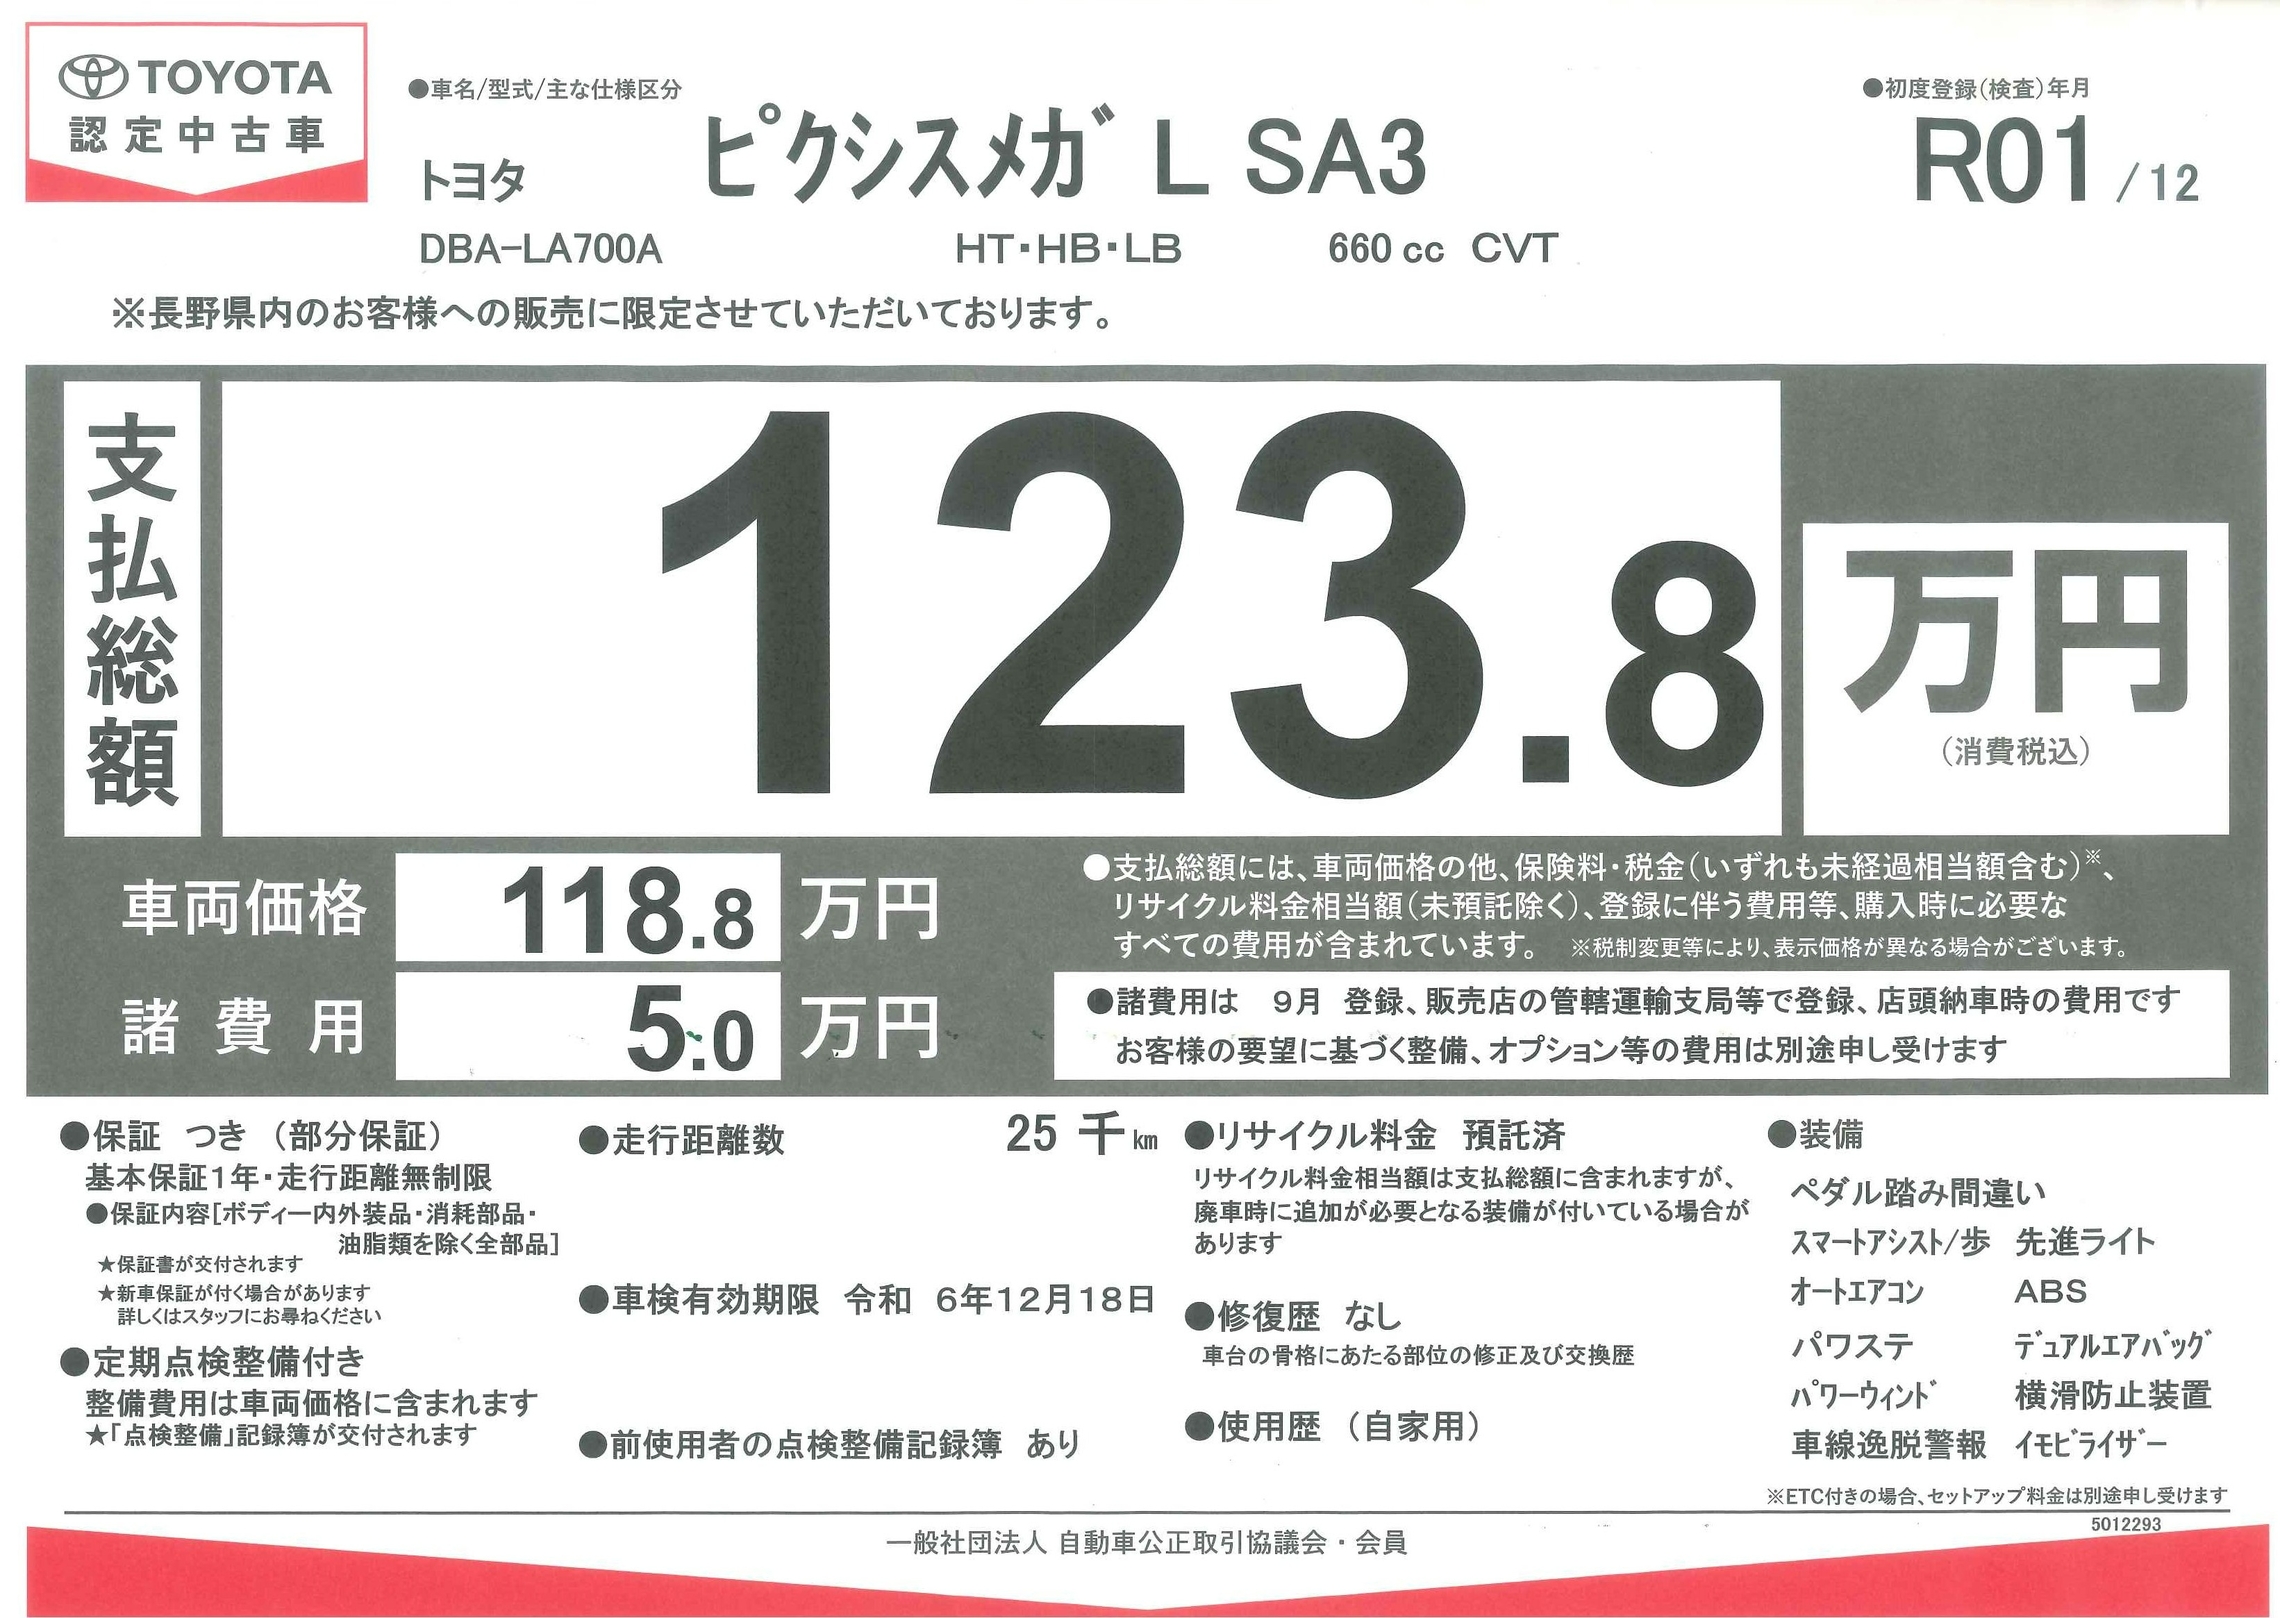 TOYOTA
認定中古車
●車名/型式/主な仕様区分
●初度登録(検査)年月
トヨタ ﾋﾟｸｼｽﾒｶﾞ L SA3
R01/12
DBA-LA700A HT・HB・LB 660 cc CVT
※長野県内のお客様への販売に限定させていただいております。
支払総額
123.8
万円
(消費税込)
車両価格 118.8 万円
諸費用 5.0 万円
●支払総額には、車両価格の他、保険料・税金(いずれも未経過相当額含む)※、
リサイクル料金相当額(未預託除く)、登録に伴う費用等、購入時に必要な
すべての費用が含まれています。 ※税制変更等により、表示価格が異なる場合がございます。
●諸費用は 9月 登録、販売店の管轄運輸支局等で登録、店頭納車時の費用です
お客様の要望に基づく整備、オプション等の費用は別途申し受けます
●保証 つき (部分保証)
基本保証1年・走行距離無制限
●保証内容[ボディー内外装品・消耗部品・
油脂類を除く全部品]
★保証書が交付されます
★新車保証が付く場合があります
詳しくはスタッフにお尋ねください
●定期点検整備付き
整備費用は車両価格に含まれます
★「点検整備」記録簿が交付されます
●走行距離数 25 千km
●車検有効期限 令和 6年12月18日
●前使用者の点検整備記録簿 あり
●リサイクル料金 預託済
リサイクル料金相当額は支払総額に含まれますが、
廃車時に追加が必要となる装備が付いている場合が
あります
●修復歴 なし
車台の骨格にあたる部位の修正及び交換歴
●使用歴 (自家用)
●装備
ペダル踏み間違い
ｽﾏｰﾄｱｼｽﾄ/歩 先進ライト
オートエアコン ABS
パワステ ﾃﾞｭｱﾙｴｱﾊﾞｯｸﾞ
ﾊﾟﾜｰｳｨﾝﾄﾞ 横滑防止装置
車線逸脱警報 ｲﾓﾋﾞﾗｲｻﾞｰ
※ETC付きの場合、セットアップ料金は別途申し受けます
5012293
一般社団法人 自動車公正取引協議会・会員